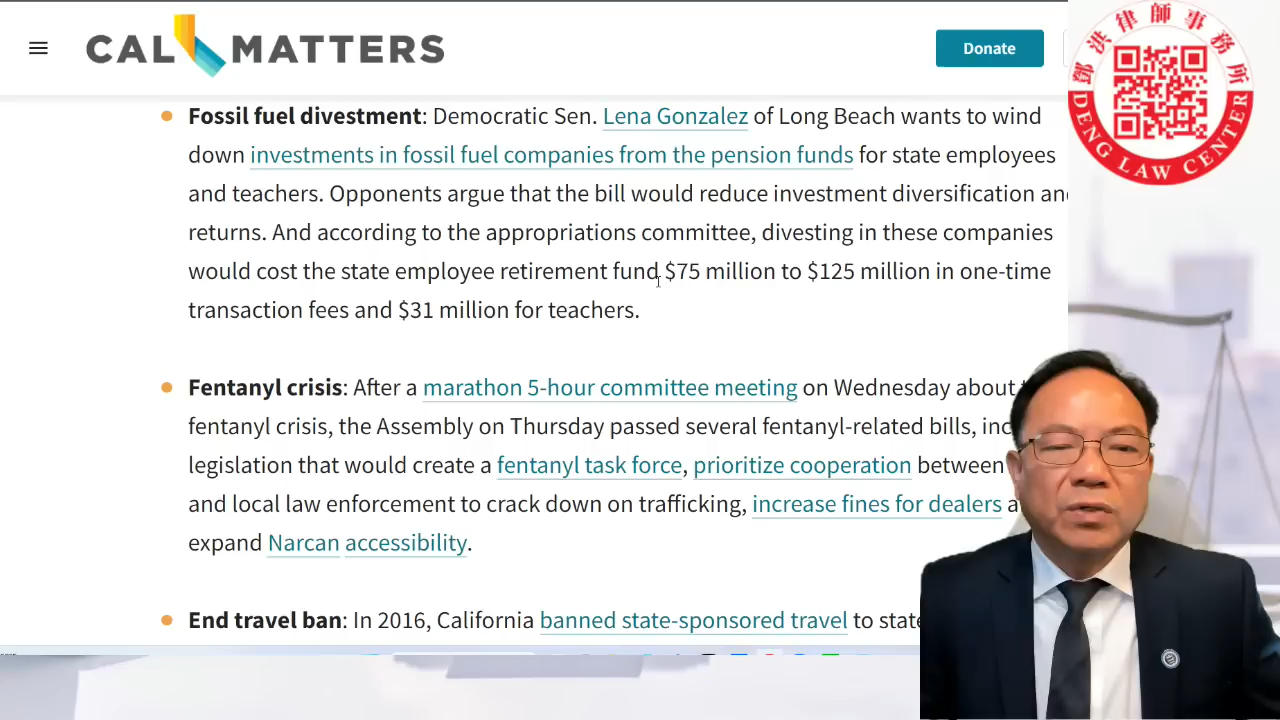 CAL MATTERS
Donate
鄧洪律師事務所
DENG LAW CENTER
Fossil fuel divestment: Democratic Sen. Lena Gonzalez of Long Beach wants to wind
down investments in fossil fuel companies from the pension funds for state employees
and teachers. Opponents argue that the bill would reduce investment diversification
returns. And according to the appropriations committee, divesting in these companies
would cost the state employee retirement fund $75 million to $125 million in one-time
transaction fees and $31 million for teachers.
Fentanyl crisis: After a marathon 5-hour committee meeting on Wednesday about
fentanyl crisis, the Assembly on Thursday passed several fentanyl-related bills,
legislation that would create a fentanyl task force, prioritize cooperation between
and local law enforcement to crack down on trafficking, increase fines for dealers
expand Narcan accessibility.
End travel ban: In 2016, California banned state-sponsored travel to